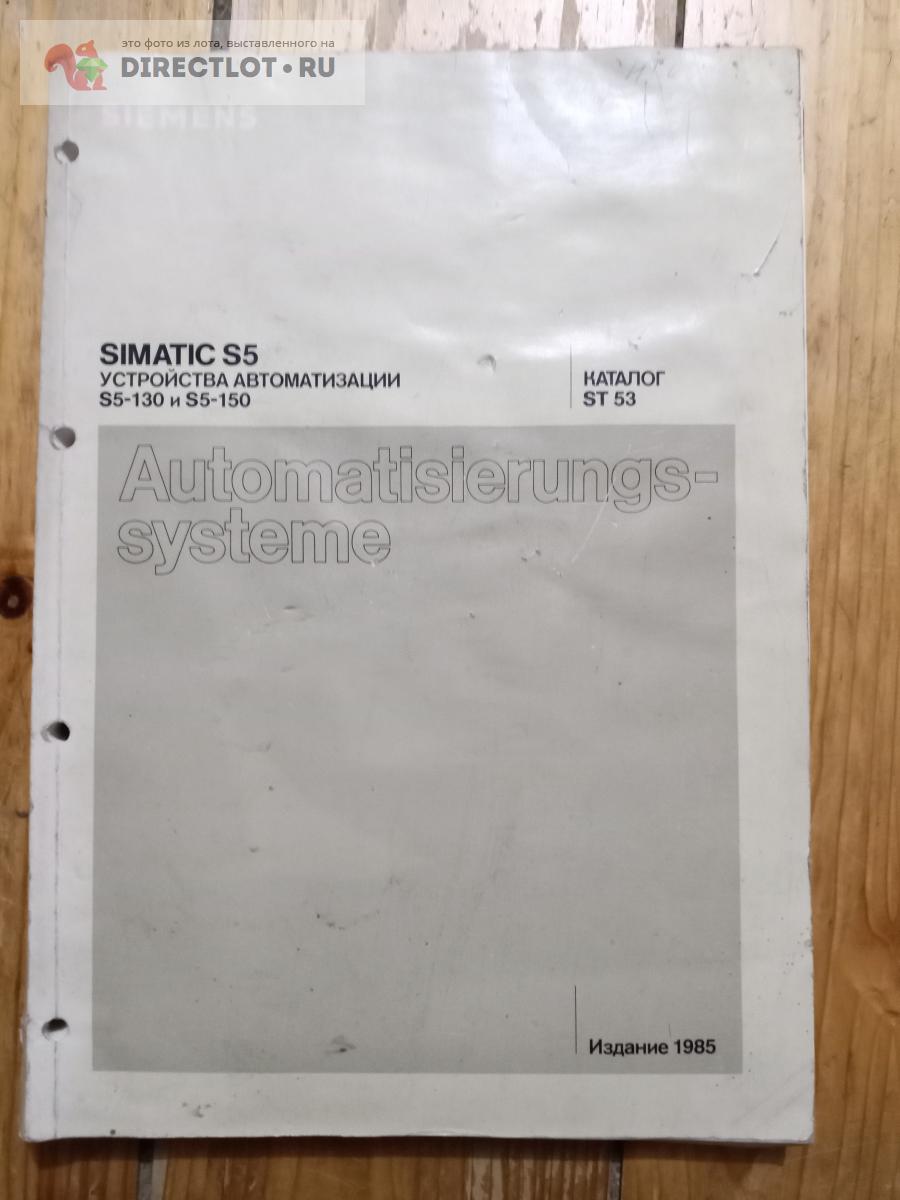 это фото из лота, выставленного на
DIRECTLOT.RU
SIEMENS
SIMATIC S5
УСТРОЙСТВА АВТОМАТИЗАЦИИ
S5-130 и S5-150
КАТАЛОГ
ST 53
Automatisierungs-
systeme
Издание 1985